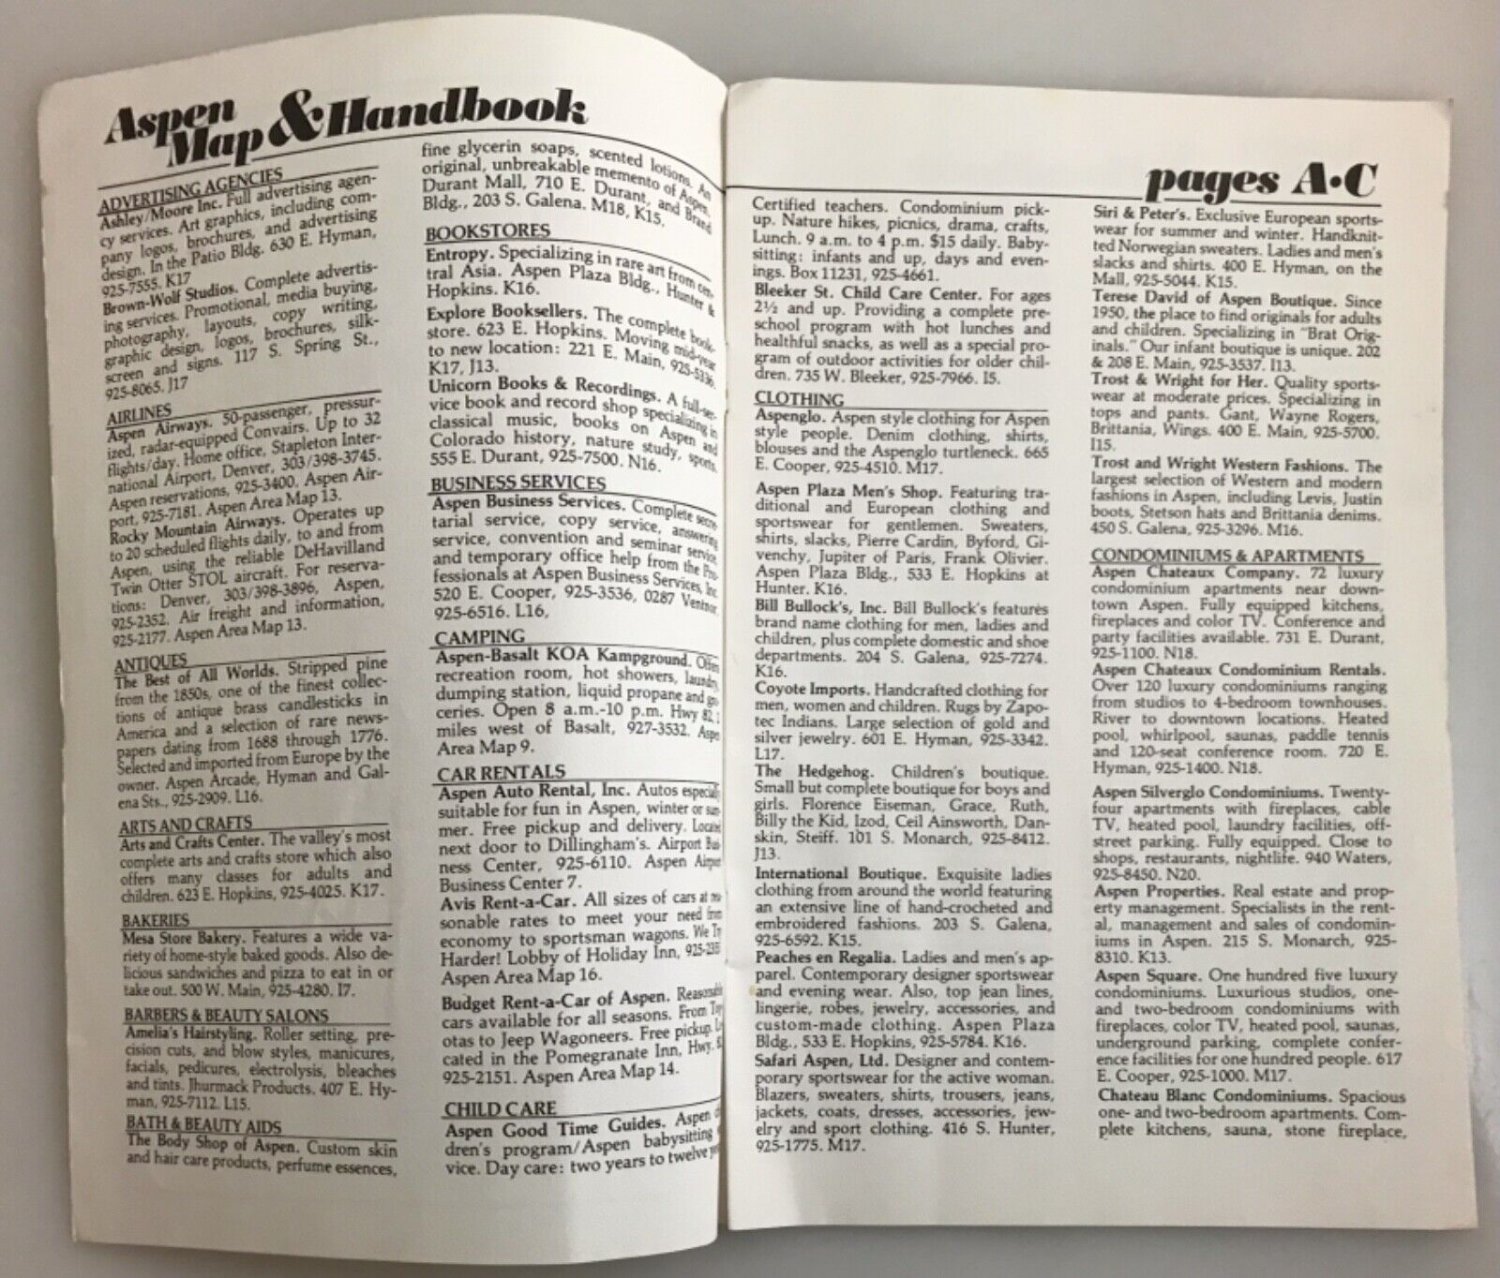 Aspen
Map & Handbook
ADVERTISING AGENCIES
Ashley/Moore Inc. Full advertising agen-
cy services. Art graphics, including com-
pany logos, brochures, and advertising
design. In the Patio Bldg. 630 E. Hyman,
925-7555. K17
Brown-Wolf Studios. Complete advertis-
ing services. Promotional, media buying,
photography, layouts, copy writing,
graphic design, logos, brochures, silk-
screen and signs. 117 S. Spring St.,
925-8065. J17
AIRLINES
Aspen Airways. 50-passenger, pressur-
ized, radar-equipped Convairs. Up to 32
flights/day. Home office, Stapleton Inter-
national Airport, Denver, 303/398-3745.
Aspen reservations, 925-3400. Aspen Air-
port, 925-7181. Aspen Area Map 13.
Rocky Mountain Airways. Operates up
to 20 scheduled flights daily, to and from
Aspen, using the reliable DeHavilland
Twin Otter STOL aircraft. For reserva-
tions: Denver, 303/398-3896, Aspen,
925-2352. Air freight and information,
925-2177. Aspen Area Map 13.
ANTIQUES
The Best of All Worlds. Stripped pine
from the 1850s, one of the finest collec-
tions of antique brass candlesticks in
America and a selection of rare news-
papers dating from 1688 through 1776.
Selected and imported from Europe by the
owner. Aspen Arcade, Hyman and Gal-
ena Sts., 925-2909. L16.
ARTS AND CRAFTS
Arts and Crafts Center. The valley's most
complete arts and crafts store which also
offers many classes for adults and
children. 623 E. Hopkins, 925-4025. K17.
BAKERIES
Mesa Store Bakery. Features a wide va-
riety of home-style baked goods. Also de-
licious sandwiches and pizza to eat in or
take out. 500 W. Main, 925-4280. I7.
BARBERS & BEAUTY SALONS
Amelia's Hairstyling. Roller setting, pre-
cision cuts, and blow styles, manicures,
facials, pedicures, electrolysis, bleaches
and tints. Jhurmack Products. 407 E. Hy-
man, 925-7112. L15.
BATH & BEAUTY AIDS
The Body Shop of Aspen. Custom skin
and hair care products, perfume essences,
fine glycerin soaps, scented lotions. An
original, unbreakable memento of Aspen.
Durant Mall, 710 E. Durant, and Brand
Bldg., 203 S. Galena. M18, K15.
BOOKSTORES
Entropy. Specializing in rare art from cen-
tral Asia. Aspen Plaza Bldg., Hunter &
Hopkins. K16.
Explore Booksellers. The complete book-
store. 623 E. Hopkins. Moving mid-year
to new location: 221 E. Main, 925-5336.
K17, J13.
Unicorn Books & Recordings. A full-ser-
vice book and record shop specializing in
classical music, books on Aspen and
Colorado history, nature study, sports.
555 E. Durant, 925-7500. N16.
BUSINESS SERVICES
Aspen Business Services. Complete secre-
tarial service, copy service, answering
service, convention and seminar service
and temporary office help from the Pro-
fessionals at Aspen Business Services, Inc.
520 E. Cooper, 925-3536, 0287 Ventnor,
925-6516. L16,
CAMPING
Aspen-Basalt KOA Kampground. Offers
recreation room, hot showers, laundry,
dumping station, liquid propane and gro-
ceries. Open 8 a.m.-10 p.m. Hwy 82,
miles west of Basalt, 927-3532. Aspen
Area Map 9.
CAR RENTALS
Aspen Auto Rental, Inc. Autos especially
suitable for fun in Aspen, winter or sum-
mer. Free pickup and delivery. Located
next door to Dillingham's. Airport Busi-
ness Center, 925-6110. Aspen Airport
Business Center 7.
Avis Rent-a-Car. All sizes of cars at rea-
sonable rates to meet your need from
economy to sportsman wagons. We Try
Harder! Lobby of Holiday Inn,
Aspen Area Map 16.
Budget Rent-a-Car of Aspen. Reasonable
cars available for all seasons. From Toy-
otas to Jeep Wagoneers. Free pickup. Lo-
cated in the Pomegranate Inn, Hwy.
925-2151. Aspen Area Map 14.
CHILD CARE
Aspen Good Time Guides. Aspen
dren's program/Aspen babysitting
vice. Day care: two years to twelve
pages A•C
Certified teachers. Condominium pick-
up. Nature hikes, picnics, drama, crafts,
Lunch. 9 a.m. to 4 p.m. $15 daily. Baby-
sitting: infants and up, days and even-
ings. Box 11231, 925-4661.
Bleeker St. Child Care Center. For ages
2½ and up. Providing a complete pre-
school program with hot lunches and
healthful snacks, as well as a special pro-
gram of outdoor activities for older chil-
dren. 735 W. Bleeker, 925-7966. I5.
CLOTHING
Aspenglo. Aspen style clothing for Aspen
style people. Denim clothing, shirts,
blouses and the Aspenglo turtleneck. 665
E. Cooper, 925-4510. M17.
Aspen Plaza Men's Shop. Featuring tra-
ditional and European clothing and
sportswear for gentlemen. Sweaters,
shirts, slacks, Pierre Cardin, Byford, Gi-
venchy, Jupiter of Paris, Frank Olivier.
Aspen Plaza Bldg., 533 E. Hopkins at
Hunter. K16.
Bill Bullock's, Inc. Bill Bullock's features
brand name clothing for men, ladies and
children, plus complete domestic and shoe
departments. 204 S. Galena, 925-7274.
K16.
Coyote Imports. Handcrafted clothing for
men, women and children. Rugs by Zapo-
tec Indians. Large selection of gold and
silver jewelry. 601 E. Hyman, 925-3342.
L17.
The Hedgehog. Children's boutique.
Small but complete boutique for boys and
girls. Florence Eiseman, Grace, Ruth,
Billy the Kid, Izod, Ceil Ainsworth, Dan-
skin, Steiff. 101 S. Monarch, 925-8412.
J13.
International Boutique. Exquisite ladies
clothing from around the world featuring
an extensive line of hand-crocheted and
embroidered fashions. 203 S. Galena,
925-6592. K15.
Peaches en Regalia. Ladies and men's ap-
parel. Contemporary designer sportswear
and evening wear. Also, top jean lines,
lingerie, robes, jewelry, accessories, and
custom-made clothing. Aspen Plaza
Bldg., 533 E. Hopkins, 925-5784. K16.
Safari Aspen, Ltd. Designer and contem-
porary sportswear for the active woman.
Blazers, sweaters, shirts, trousers, jeans,
jackets, coats, dresses, accessories, jew-
elry and sport clothing. 416 S. Hunter,
925-1775. M17.
Siri & Peter's. Exclusive European sports-
wear for summer and winter. Handknit-
ted Norwegian sweaters. Ladies and men's
slacks and shirts. 400 E. Hyman, on the
Mall, 925-5044. K15.
Terese David of Aspen Boutique. Since
1950, the place to find originals for adults
and children. Specializing in "Brat Orig-
inals." Our infant boutique is unique. 202
& 208 E. Main, 925-3537. I13.
Trost & Wright for Her. Quality sports-
wear at moderate prices. Specializing in
tops and pants. Gant, Wayne Rogers,
Brittania, Wings. 400 E. Main, 925-5700.
I15.
Trost and Wright Western Fashions. The
largest selection of Western and modern
fashions in Aspen, including Levis, Justin
boots, Stetson hats and Brittania denims.
450 S. Galena, 925-3296. M16.
CONDOMINIUMS & APARTMENTS
Aspen Chateaux Company. 72 luxury
condominium apartments near down-
town Aspen. Fully equipped kitchens,
fireplaces and color TV. Conference and
party facilities available. 731 E. Durant,
925-1100. N18.
Aspen Chateaux Condominium Rentals.
Over 120 luxury condominiums ranging
from studios to 4-bedroom townhouses.
River to downtown locations. Heated
pool, whirlpool, saunas, paddle tennis
and 120-seat conference room. 720 E.
Hyman, 925-1400. N18.
Aspen Silverglo Condominiums. Twenty-
four apartments with fireplaces, cable
TV, heated pool, laundry facilities, off-
street parking. Fully equipped. Close to
shops, restaurants, nightlife. 940 Waters,
925-8450. N20.
Aspen Properties. Real estate and prop-
erty management. Specialists in the rent-
al, management and sales of condomin-
iums in Aspen. 215 S. Monarch, 925-
8310. K13.
Aspen Square. One hundred five luxury
condominiums. Luxurious studios, one-
and two-bedroom condominiums with
fireplaces, color TV, heated pool, saunas,
underground parking, complete confer-
ence facilities for one hundred people. 617
E. Cooper, 925-1000. M17.
Chateau Blanc Condominiums. Spacious
one- and two-bedroom apartments. Com-
plete kitchens, sauna, stone fireplace,